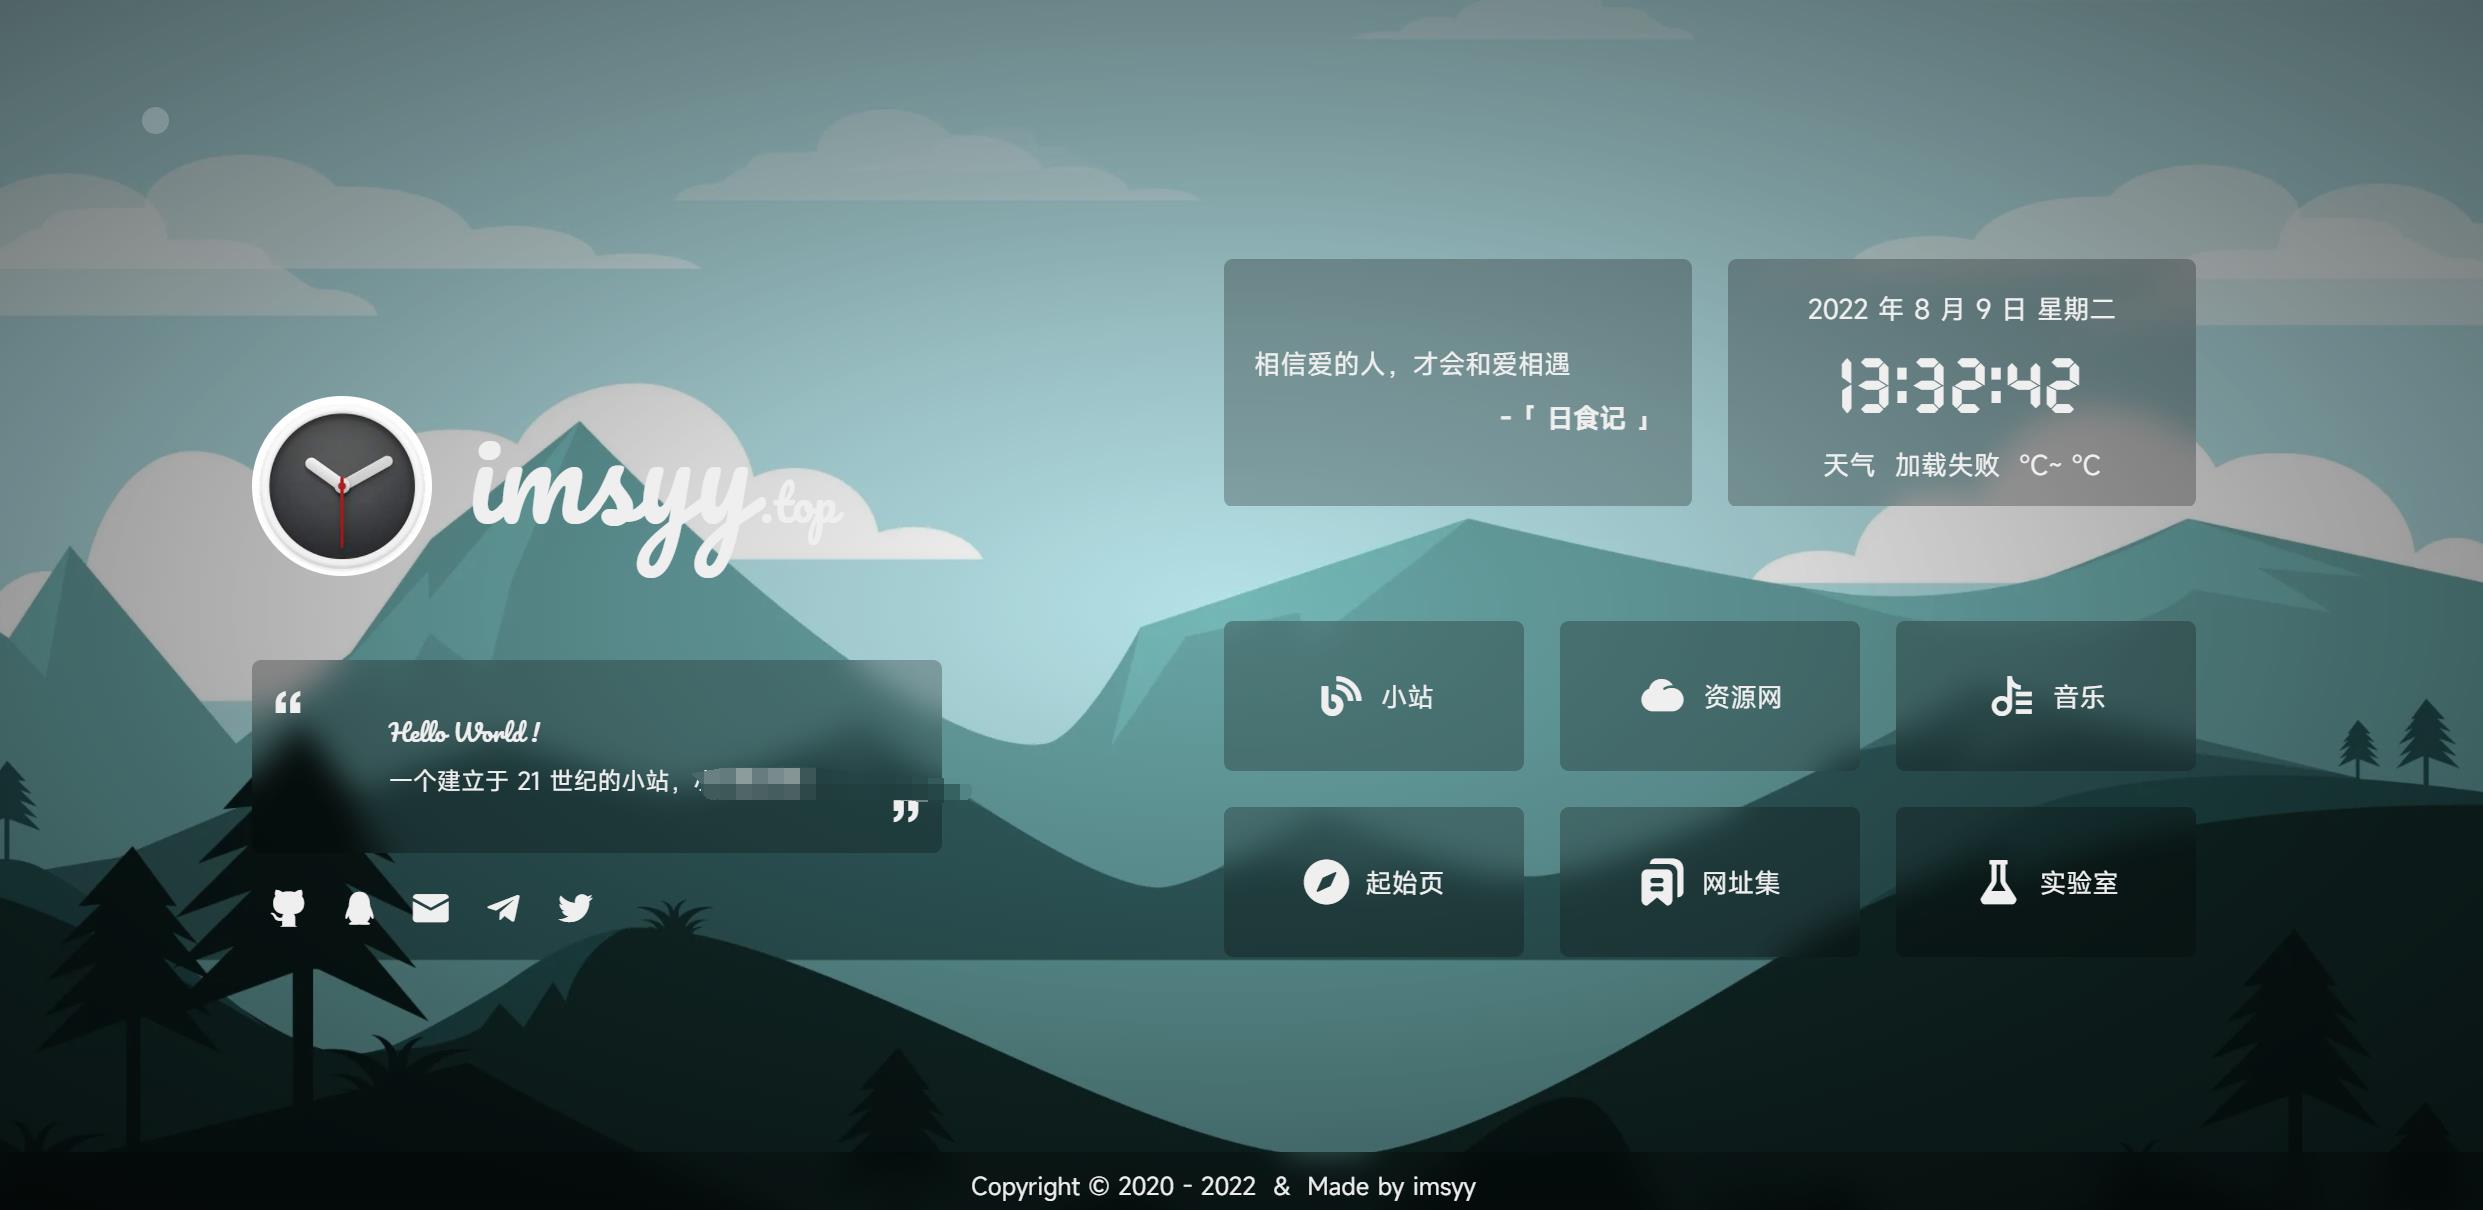 imsyy.top
Hello World !
一个建立于 21 世纪的小站，
相信爱的人，才会和爱相遇
-「 日食记 」
2022 年 8 月 9 日 星期二
13:32:42
天气 加载失败 ℃~ ℃
小站
资源网
音乐
起始页
网址集
实验室
Copyright © 2020 - 2022 & Made by imsyy